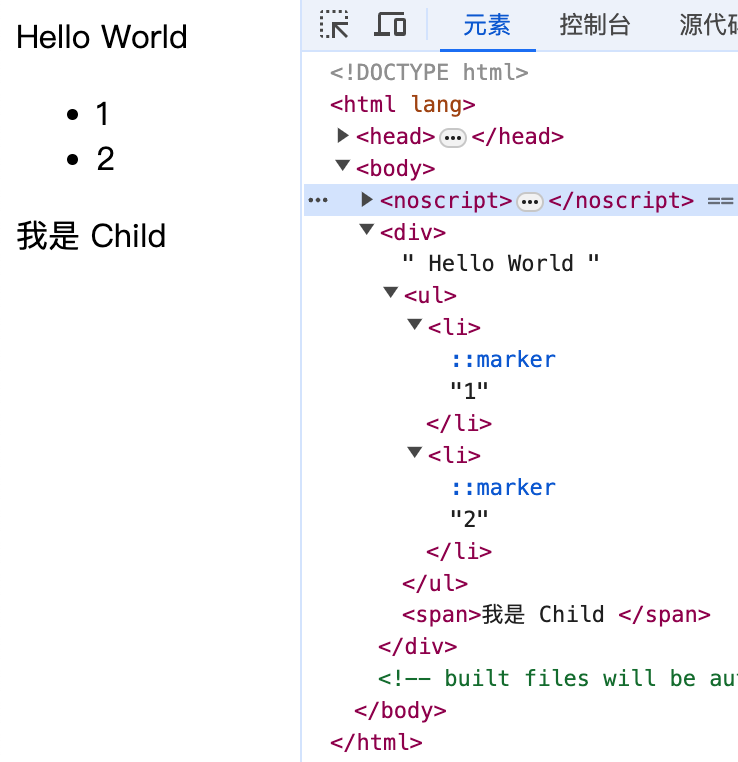 Hello World
• 1
• 2
我是 Child
元素 控制台 源代码
<!DOCTYPE html>
<html lang>
<head> ••• </head>
<body>
••• <noscript> ••• </noscript> ==
<div>
" Hello World "
<ul>
<li>
::marker
"1"
</li>
<li>
::marker
"2"
</li>
</ul>
<span>我是 Child </span>
</div>
<!-- built files will be au
</body>
</html>